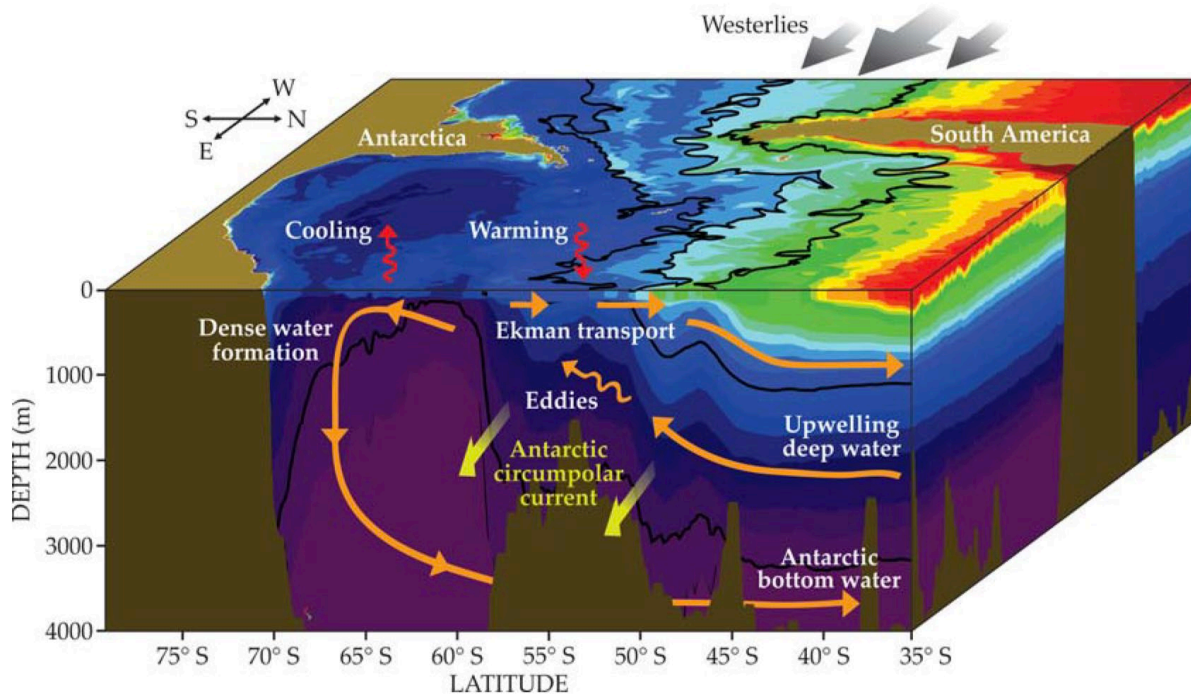 Westerlies
W
S
N
E
Antarctica
South America
Cooling
Warming
0
Dense water
formation
Ekman transport
1000
Eddies
Upwelling
deep water
Antarctic
circumpolar
current
2000
DEPTH (m)
3000
Antarctic
bottom water
4000
75° S 70° S 65° S 60° S 55° S 50° S 45° S 40° S 35° S
LATITUDE